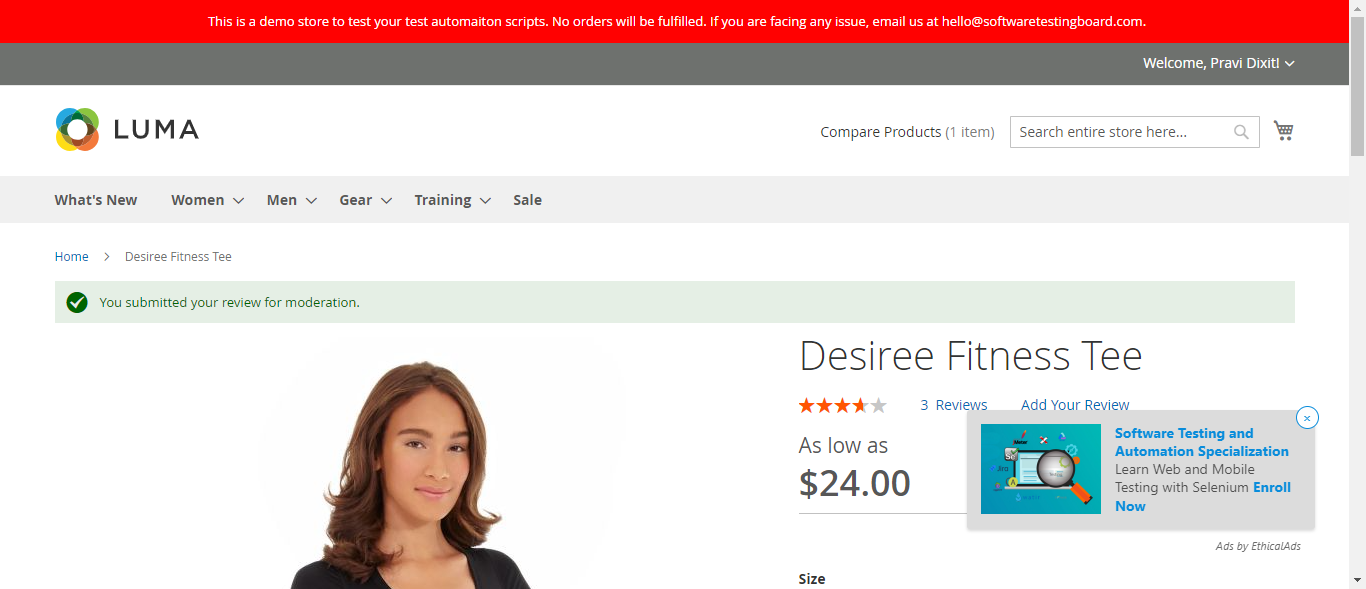 This is a demo store to test your test automaiton scripts. No orders will be fulfilled. If you are facing any issue, email us at hello@softwaretestingboard.com.
Welcome, Pravi Dixit!
LUMA
Compare Products (1 item)
Search entire store here...
What's New
Women
Men
Gear
Training
Sale
Home
Desiree Fitness Tee
You submitted your review for moderation.
Desiree Fitness Tee
3 Reviews
Add Your Review
As low as
$24.00
Software Testing and
Automation Specialization
Learn Web and Mobile
Testing with Selenium Enroll
Now
Ads by EthicalAds
Size